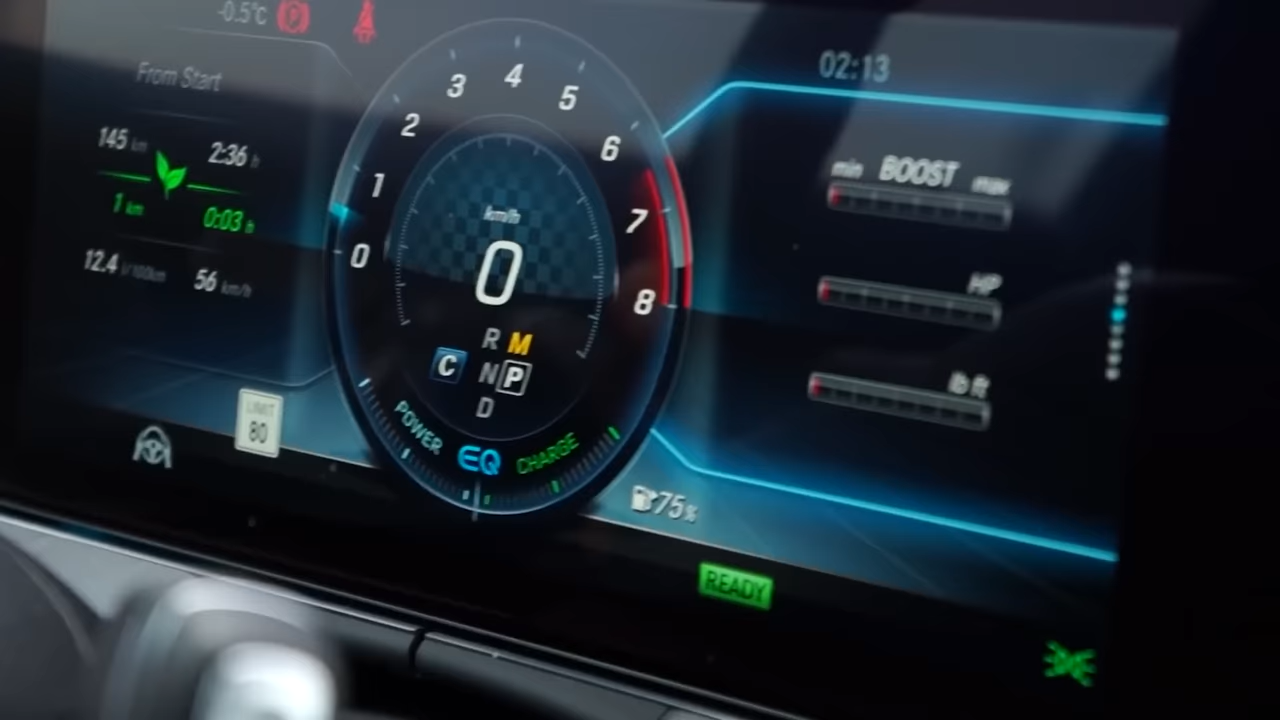 -0.5°C
From Start
145 km 2:36 h
1 km 0:03 h
12.4 l/100km 56 km/h
LIMIT
80
0
1
2
3
4
5
6
7
8
km/h
0
R M
C N P
D
POWER EQ CHARGE
75%
02:13
min BOOST max
HP
lb ft
READY